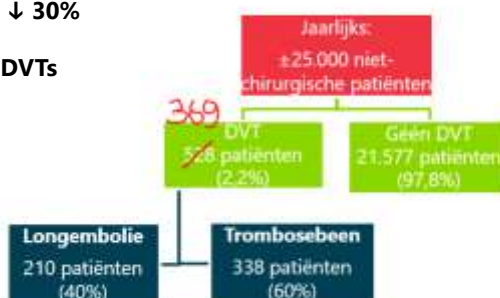 ↓ 30%
DVTs
Jaarlijks:
±25.000 niet-
chirurgische patiënten
369
DVT
528 patiënten
(2,2%)
Géén DVT
21.577 patiënten
(97,8%)
Longembolie
210 patiënten
(40%)
Trombosebeen
338 patiënten
(60%)